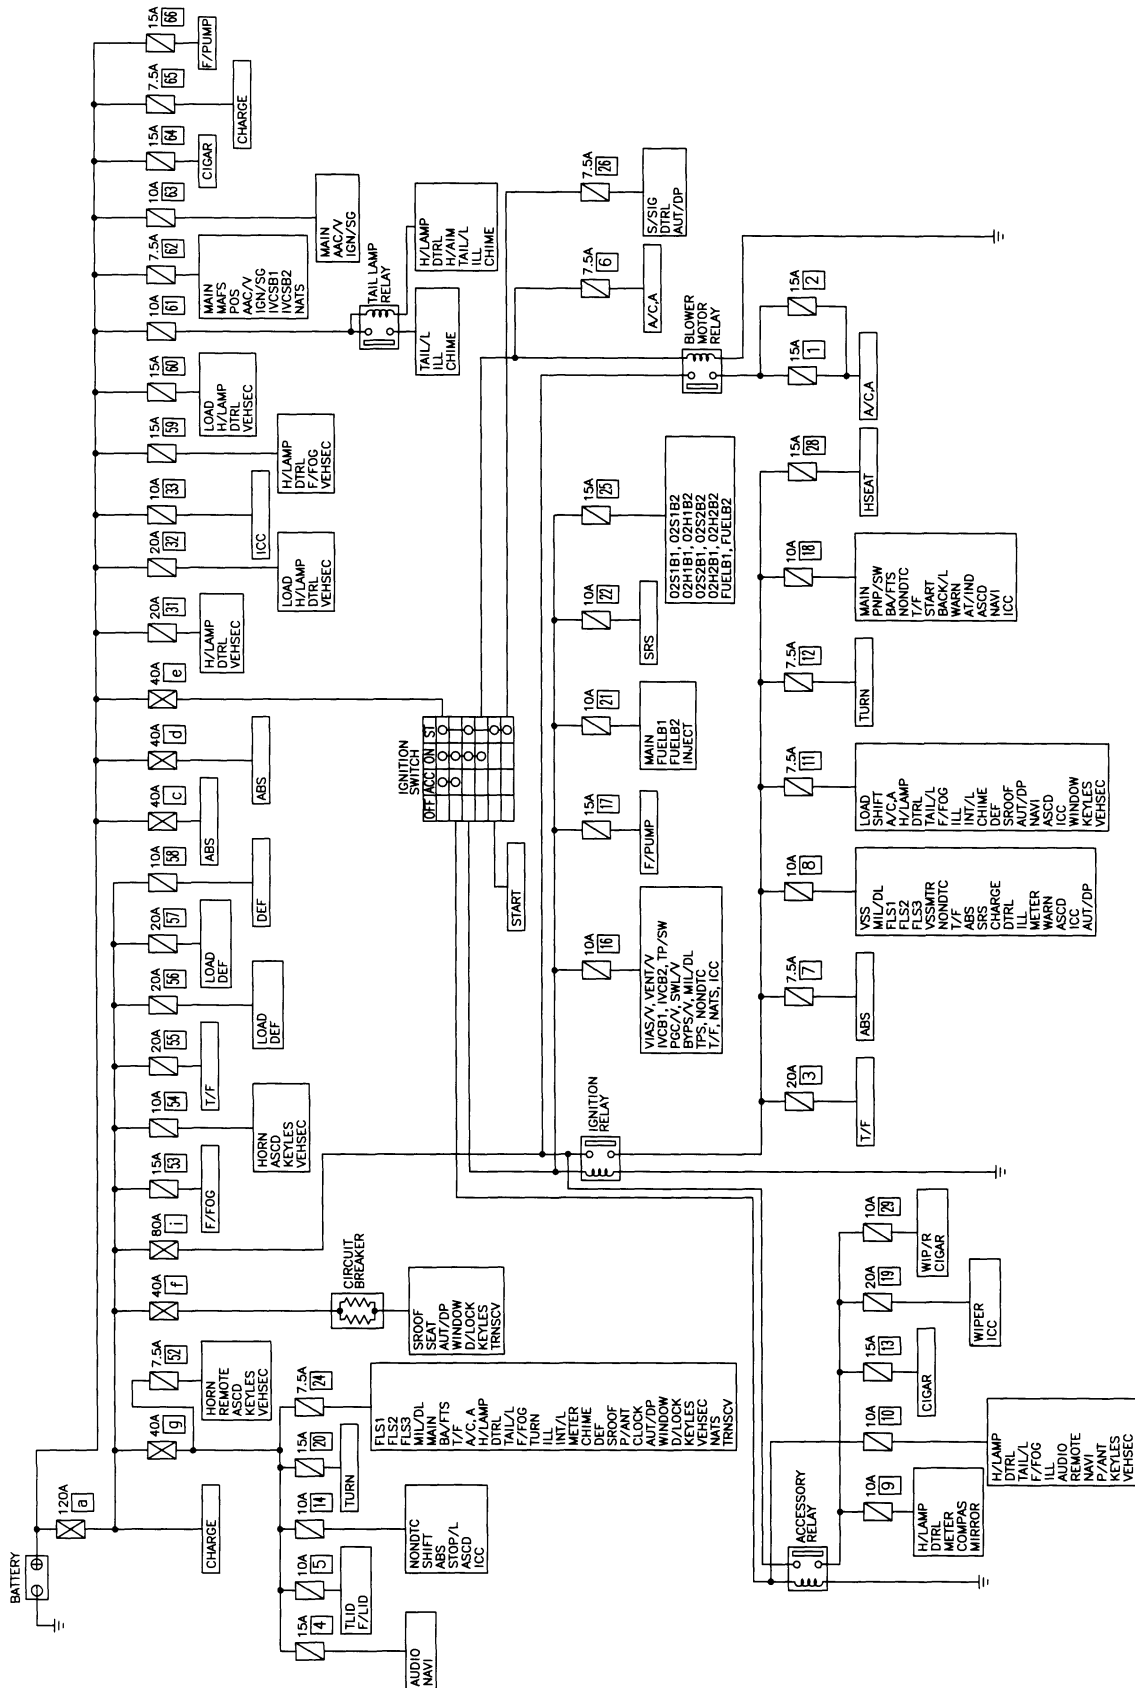 BATTERY
120A
a
CHARGE
40A
g
7.5A
52
HORN
REMOTE
ASCD
KEYLES
VEHSEC
40A
f
CIRCUIT
BREAKER
SROOF
SEAT
AUT/DP
WINDOW
D/LOCK
KEYLES
TRNSCV
80A
i
15A
53
F/FOG
10A
54
HORN
ASCD
KEYLES
VEHSEC
20A
55
T/F
20A
56
LOAD
DEF
20A
57
LOAD
DEF
10A
58
DEF
40A
c
ABS
40A
d
ABS
40A
e
20A
31
H/LAMP
DTRL
VEHSEC
20A
32
LOAD
H/LAMP
DTRL
VEHSEC
10A
33
ICC
15A
59
H/LAMP
DTRL
F/FOG
VEHSEC
15A
60
LOAD
H/LAMP
DTRL
VEHSEC
10A
61
TAIL LAMP
RELAY
TAIL/L
ILL
CHIME
H/LAMP
DTRL
H/AIM
TAIL/L
ILL
CHIME
7.5A
62
MAIN
MAFS
POS
AAC/V
IGN/SG
IVCSB1
IVCSB2
NATS
10A
63
MAIN
AAC/V
IGN/SG
15A
64
CIGAR
7.5A
65
CHARGE
15A
66
F/PUMP
15A
4
AUDIO
NAVI
10A
5
TLID
F/LID
10A
14
NONDTC
SHIFT
ABS
STOP/L
ASCD
ICC
15A
20
TURN
7.5A
24
FLS1
FLS2
FLS3
MIL/DL
MAIN
BA/FTS
T/F
A/C, A
H/LAMP
DTRL
TAIL/L
F/FOG
TURN
ILL
INT/L
METER
CHIME
DEF
SROOF
P/ANT
CLOCK
AUT/DP
WINDOW
D/LOCK
KEYLES
VEHSEC
NATS
TRNSCV
IGNITION
SWITCH
OFF ACC ON ST
START
10A
16
VIAS/V, VENT/V
IVCB1, IVCB2, TP/SW
PGC/V, SWL/V
BYPS/V, MIL/DL
TPS, NONDTC
T/F, NATS, ICC
15A
17
F/PUMP
10A
21
MAIN
FUELB1
FUELB2
INJECT
10A
22
SRS
15A
25
O2S1B1, O2S1B2
O2H1B1, O2H1B2
O2S2B1, O2S2B2
O2H2B1, O2H2B2
FUELB1, FUELB2
7.5A
6
A/C,A
7.5A
26
S/SIG
DTRL
AUT/DP
BLOWER
MOTOR
RELAY
15A
1
15A
2
A/C,A
IGNITION
RELAY
20A
3
T/F
7.5A
7
ABS
10A
8
VSS
MIL/DL
FLS1
FLS2
FLS3
VSSMTR
NONDTC
T/F
ABS
SRS
CHARGE
DTRL
ILL
METER
WARN
ASCD
ICC
AUT/DP
7.5A
11
LOAD
SHIFT
A/C,A
H/LAMP
DTRL
TAIL/L
F/FOG
ILL
INT/L
CHIME
DEF
SROOF
AUT/DP
NAVI
ASCD
ICC
WINDOW
KEYLES
VEHSEC
7.5A
12
TURN
10A
18
MAIN
PNP/SW
BA/FTS
NONDTC
T/F
START
BACK/L
WARN
AT/IND
ASCD
NAVI
ICC
15A
28
HSEAT
ACCESSORY
RELAY
10A
9
H/LAMP
DTRL
METER
COMPAS
MIRROR
10A
10
H/LAMP
DTRL
TAIL/L
F/FOG
ILL
AUDIO
REMOTE
NAVI
P/ANT
KEYLES
VEHSEC
15A
13
CIGAR
20A
19
WIPER
ICC
10A
29
WIP/R
CIGAR